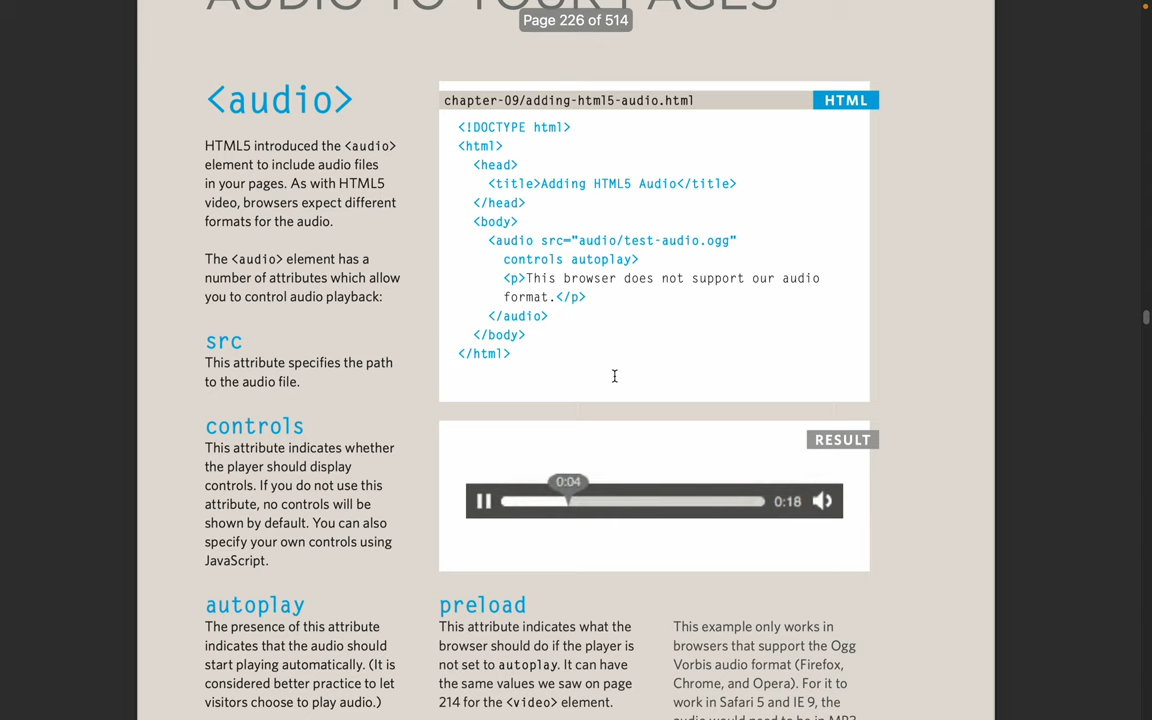 AUDIO TO YOUR PAGES
Page 226 of 514
<audio>
HTML5 introduced the <audio>
element to include audio files
in your pages. As with HTML5
video, browsers expect different
formats for the audio.
The <audio> element has a
number of attributes which allow
you to control audio playback:
src
This attribute specifies the path
to the audio file.
controls
This attribute indicates whether
the player should display
controls. If you do not use this
attribute, no controls will be
shown by default. You can also
specify your own controls using
JavaScript.
autoplay
The presence of this attribute
indicates that the audio should
start playing automatically. (It is
considered better practice to let
visitors choose to play audio.)
chapter-09/adding-html5-audio.html
HTML
<!DOCTYPE html>
<html>
<head>
<title>Adding HTML5 Audio</title>
</head>
<body>
<audio src="audio/test-audio.ogg"
controls autoplay>
<p>This browser does not support our audio
format.</p>
</audio>
</body>
</html>
RESULT
0:04
0:18
preload
This attribute indicates what the
browser should do if the player is
not set to autoplay. It can have
the same values we saw on page
214 for the <video> element.
This example only works in
browsers that support the Ogg
Vorbis audio format (Firefox,
Chrome, and Opera). For it to
work in Safari 5 and IE 9, the
audio would need to be in MP3